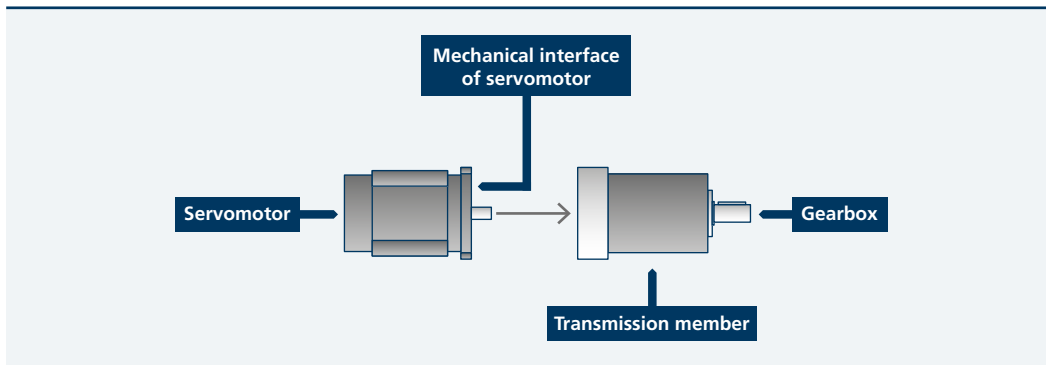 Mechanical interface
of servomotor
Servomotor
Gearbox
Transmission member